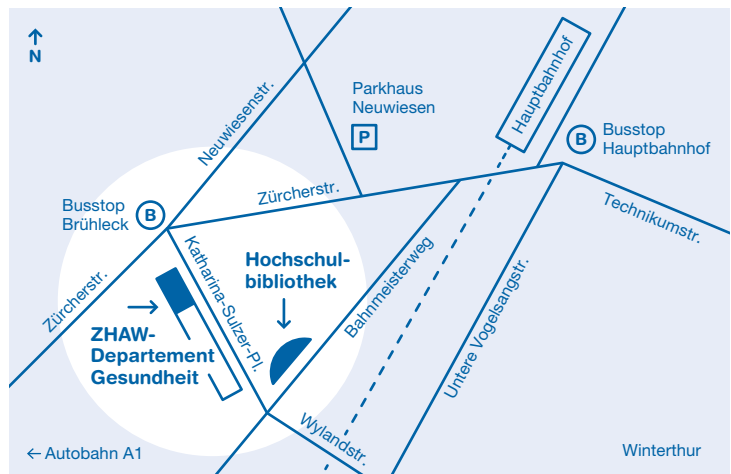 N
Neuwiesenstr.
Parkhaus
Neuwiesen
P
Hauptbahnhof
B
Busstop
Hauptbahnhof
Busstop
Brühleck
B
Zürcherstr.
Technikumstr.
Zürcherstr.
Katharina-Sulzer-Pl.
Hochschul-
bibliothek
Bahnmeisterweg
Untere Vogelsangstr.
ZHAW-
Departement
Gesundheit
Wylandstr.
← Autobahn A1
Winterthur